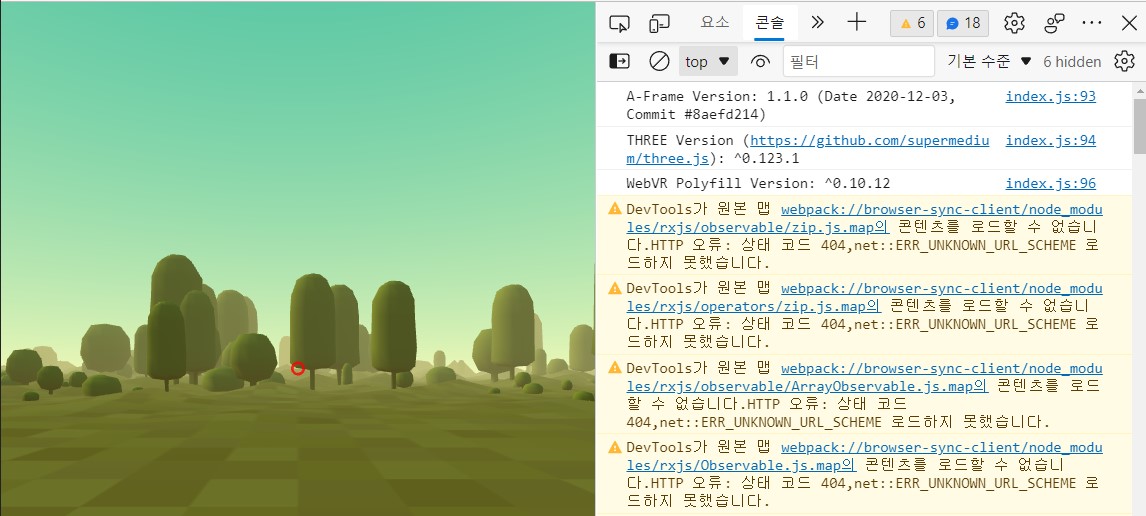 요소 콘솔 6 18
top 필터 기본 수준 6 hidden
A-Frame Version: 1.1.0 (Date 2020-12-03, index.js:93
Commit #8aefd214)
THREE Version (https://github.com/supermediu index.js:94
m/three.js): ^0.123.1
WebVR Polyfill Version: ^0.10.12 index.js:96
DevTools가 원본 맵 webpack://browser-sync-client/node_modu
les/rxjs/observable/zip.js.map의 콘텐츠를 로드할 수 없습니
다.HTTP 오류: 상태 코드 404,net::ERR_UNKNOWN_URL_SCHEME 로
드하지 못했습니다.
DevTools가 원본 맵 webpack://browser-sync-client/node_modu
les/rxjs/operators/zip.js.map의 콘텐츠를 로드할 수 없습니
다.HTTP 오류: 상태 코드 404,net::ERR_UNKNOWN_URL_SCHEME 로
드하지 못했습니다.
DevTools가 원본 맵 webpack://browser-sync-client/node_modu
les/rxjs/observable/ArrayObservable.js.map의 콘텐츠를 로드
할 수 없습니다.HTTP 오류: 상태 코드
404,net::ERR_UNKNOWN_URL_SCHEME 로드하지 못했습니다.
DevTools가 원본 맵 webpack://browser-sync-client/node_modu
les/rxjs/Observable.js.map의 콘텐츠를 로드할 수 없습니
다.HTTP 오류: 상태 코드 404,net::ERR_UNKNOWN_URL_SCHEME 로
드하지 못했습니다.